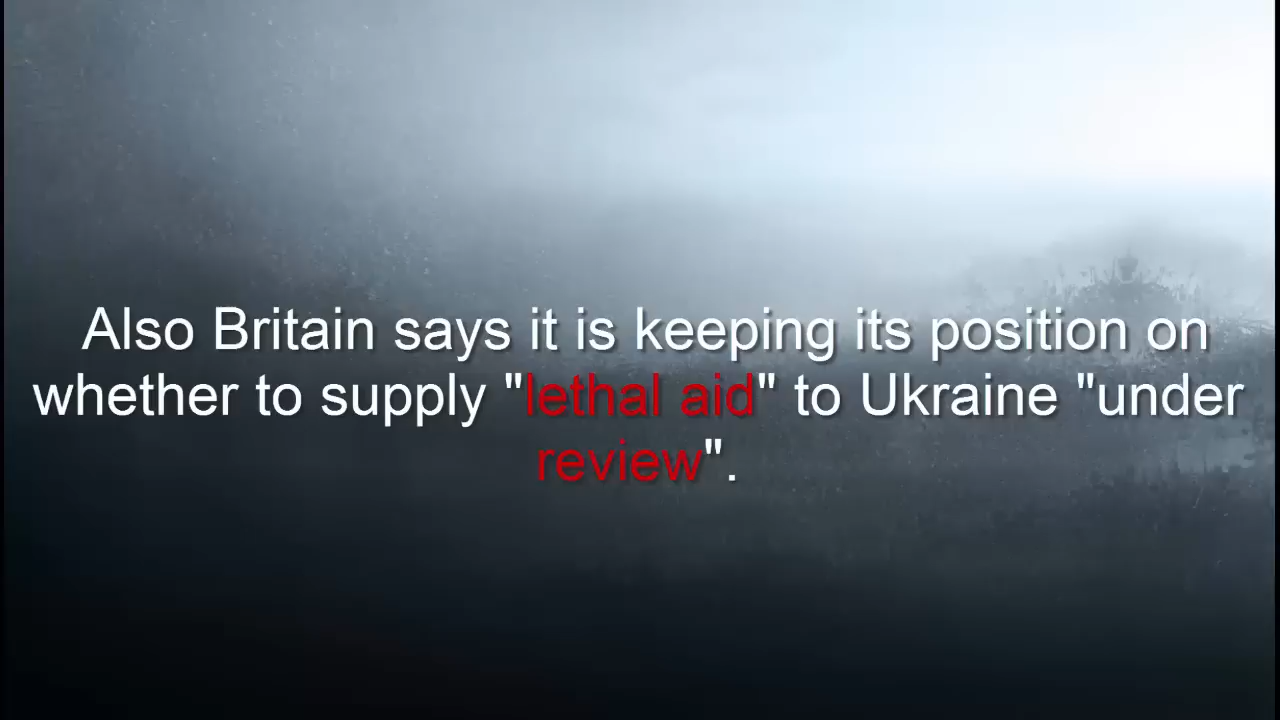 Also Britain says it is keeping its position on
whether to supply "lethal aid" to Ukraine "under
review".